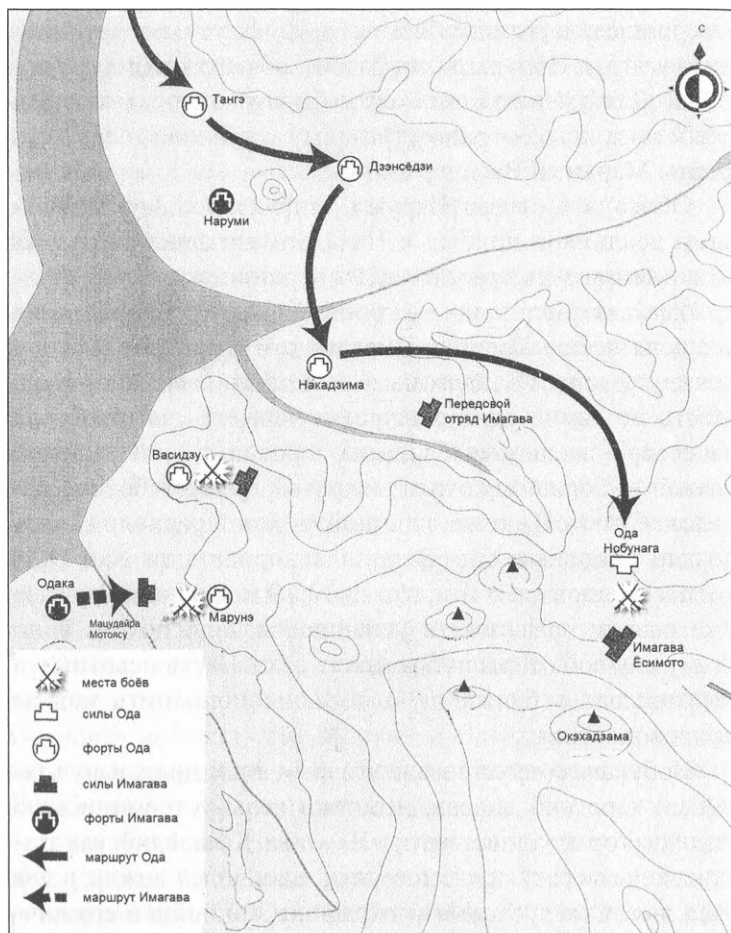 С
Тангэ
Дзэнсёдзи
Наруми
Накадзима
Передовой
отряд Имагава
Васидзу
Ода
Нобунага
Одака
Мацудайра
Мотоясу
Марунэ
Имагава
Ёсимото
Окэхадзама
места боёв
силы Ода
форты Ода
силы Имагава
форты Имагава
маршрут Ода
маршрут Имагава